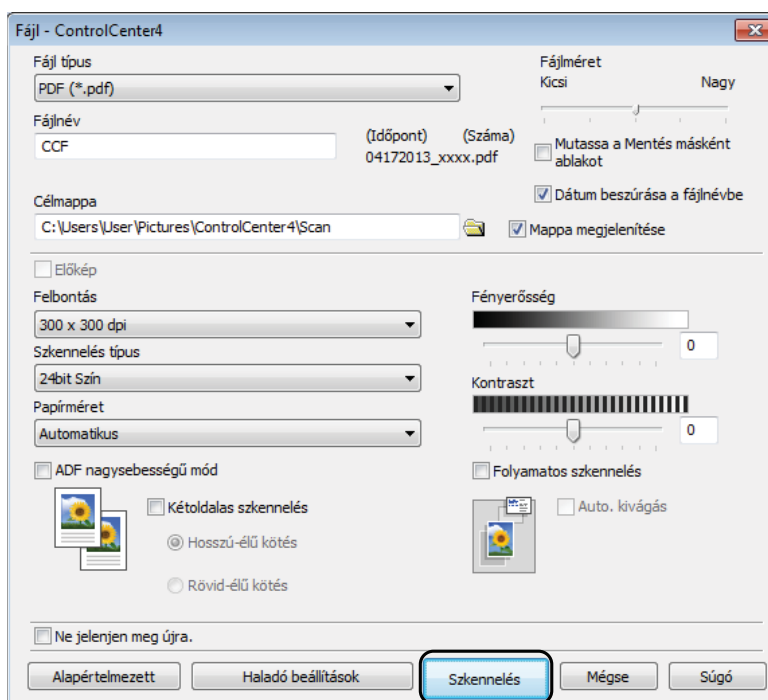 Fájl - ControlCenter4
Fájl típus
PDF (*.pdf)
Fájlméret
Kicsi Nagy
Fájlnév
CCF
(Időpont) (Száma)
04172013_xxxx.pdf
Mutassa a Mentés másként
ablakot
Dátum beszúrása a fájlnévbe
Célmappa
C:\Users\User\Pictures\ControlCenter4\Scan
Mappa megjelenítése
Előkép
Felbontás
300 x 300 dpi
Szkennelés típus
24bit Szín
Papírméret
Automatikus
Fényerősség
0
Kontraszt
0
ADF nagysebességű mód
Kétoldalas szkennelés
Hosszú-élű kötés
Rövid-élű kötés
Folyamatos szkennelés
Auto. kivágás
Ne jelenjen meg újra.
Alapértelmezett Haladó beállítások Szkennelés Mégse Súgó